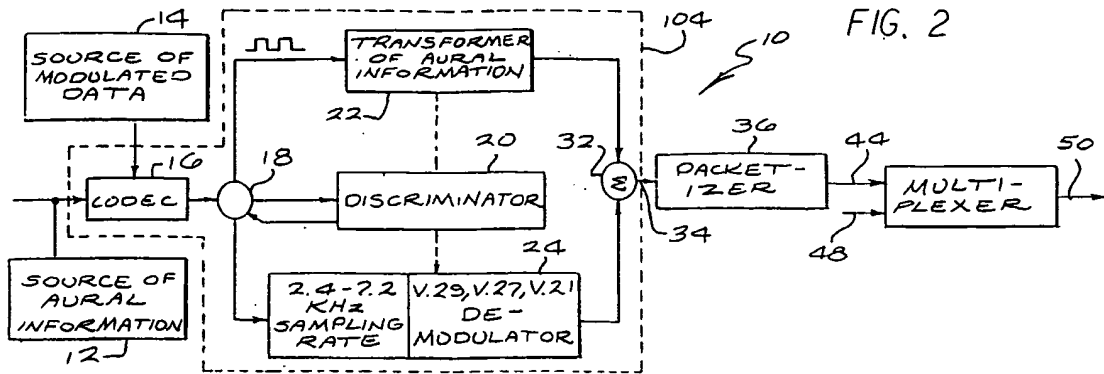 FIG. 2
14
SOURCE OF
MODULATED
DATA
TRANSFORMER
OF AURAL
INFORMATION
22
104
10
16
CODEC
18
20
DISCRIMINATOR
32
Σ
34
36
PACKET-
IZER
44
48
MULTI-
PLEXER
50
SOURCE OF
AURAL
INFORMATION
12
2.4-7.2
KHz
SAMPLING
RATE
24
V.29, V.27, V.21
DE-
MODULATOR